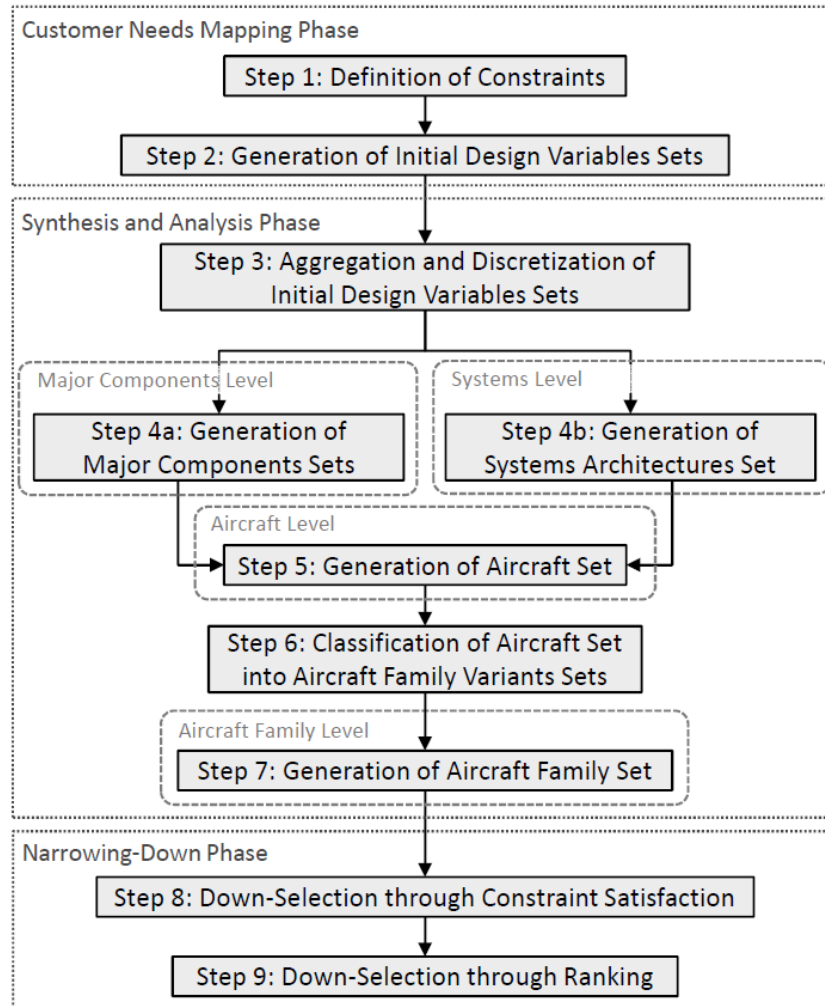 Customer Needs Mapping Phase
Step 1: Definition of Constraints
Step 2: Generation of Initial Design Variables Sets
Synthesis and Analysis Phase
Step 3: Aggregation and Discretization of
Initial Design Variables Sets
Major Components Level
Step 4a: Generation of
Major Components Sets
Systems Level
Step 4b: Generation of
Systems Architectures Set
Aircraft Level
Step 5: Generation of Aircraft Set
Step 6: Classification of Aircraft Set
into Aircraft Family Variants Sets
Aircraft Family Level
Step 7: Generation of Aircraft Family Set
Narrowing-Down Phase
Step 8: Down-Selection through Constraint Satisfaction
Step 9: Down-Selection through Ranking